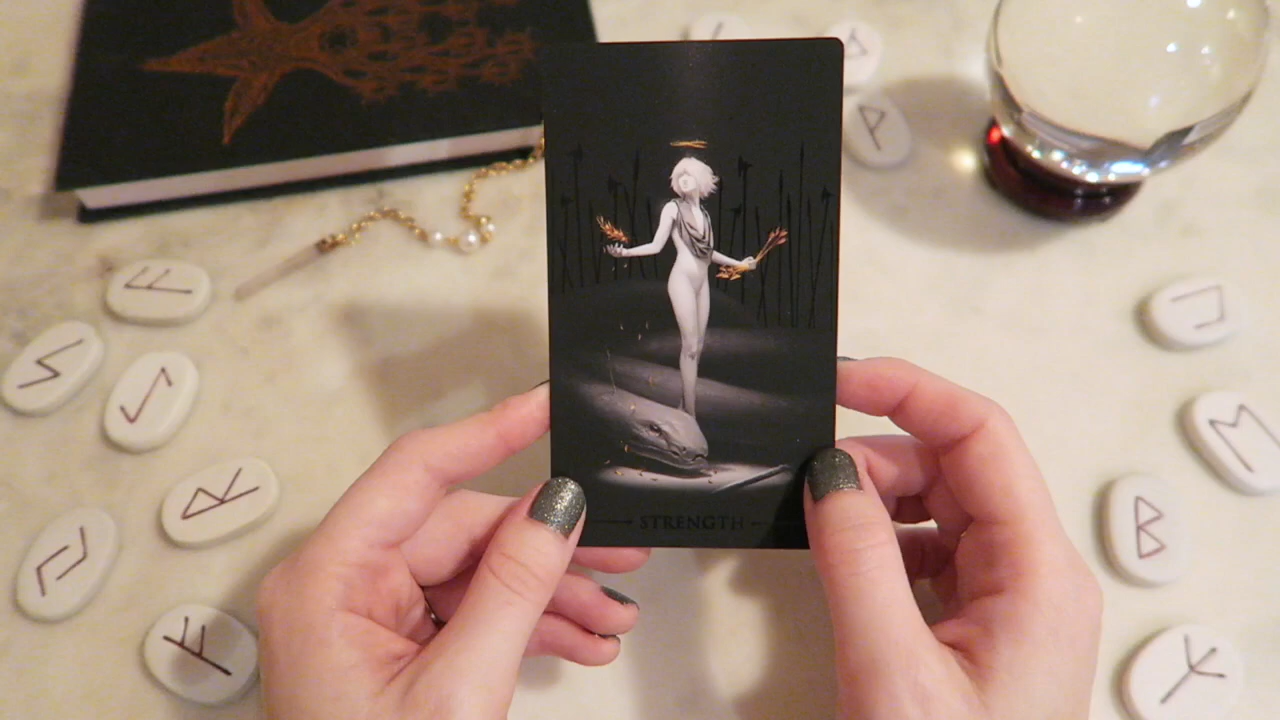 ᚹ
ᚨ
ᛊ
ᛇ
ᚱ
ᛃ
ᚠ
STRENGTH
ᚢ
ᛖ
ᛒ
ᛉ